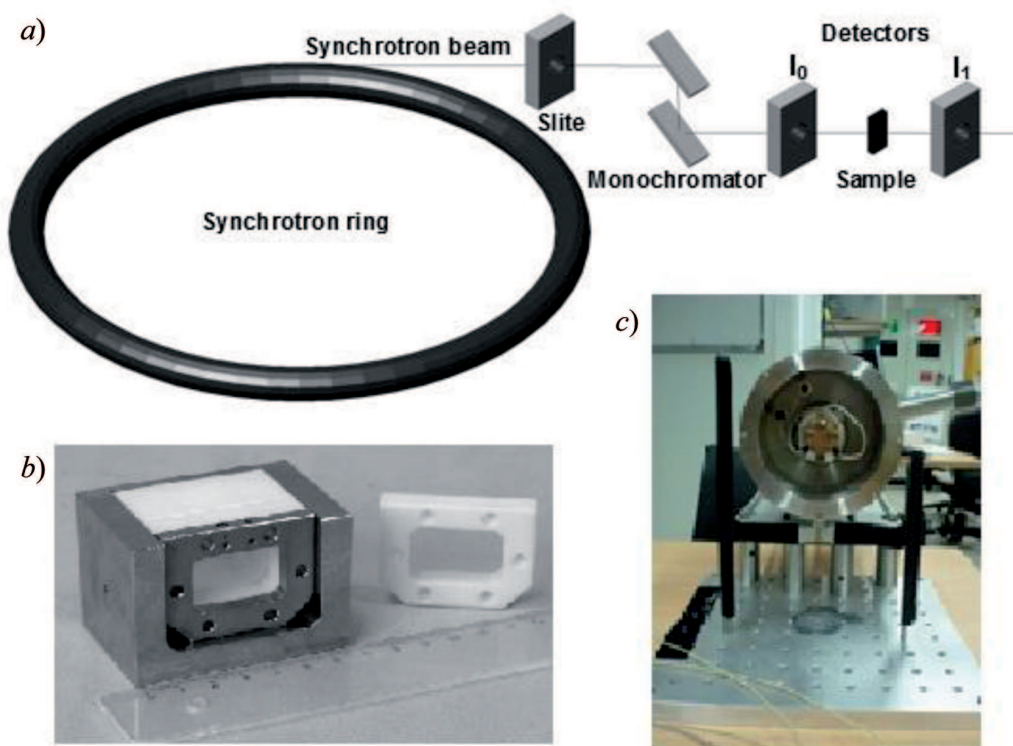 a)
Synchrotron beam
Slite
Monochromator
Detectors
I0
I1
Sample
Synchrotron ring
b)
c)